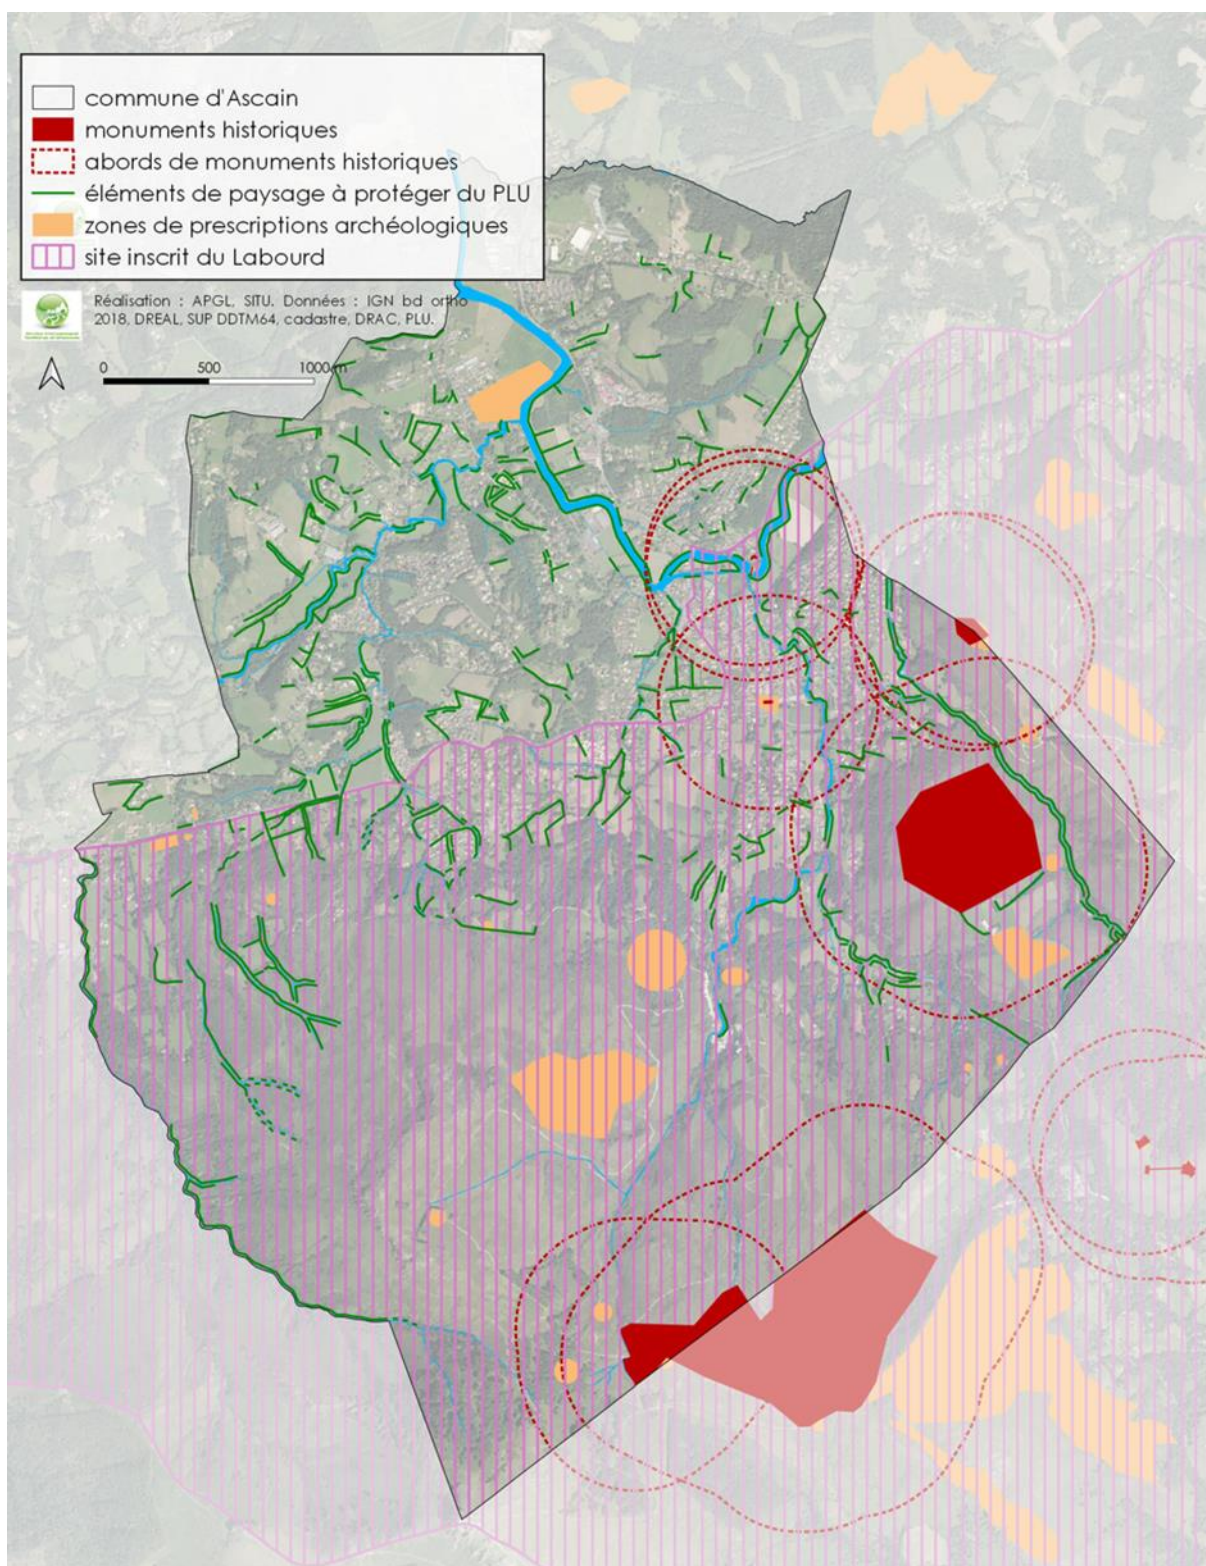 commune d'Ascain
monuments historiques
abords de monuments historiques
éléments de paysage à protéger du PLU
zones de prescriptions archéologiques
site inscrit du Labourd
Réalisation : APGL, SITU. Données : IGN bd ortho
2018, DREAL, SUP DDTM64, cadastre, DRAC, PLU.
0 500 1000 m